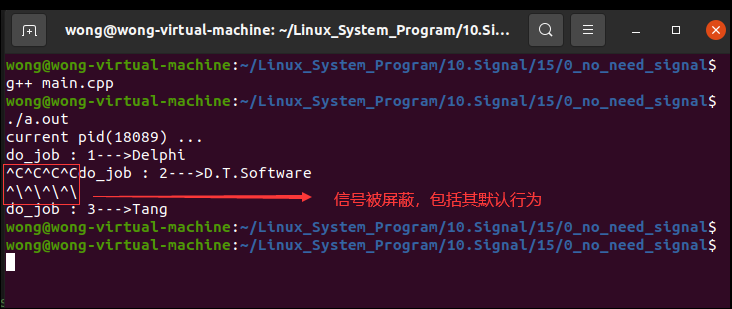 wong@wong-virtual-machine: ~/Linux_System_Program/10.Si...
wong@wong-virtual-machine:~/Linux_System_Program/10.Signal/15/0_no_need_signal$
g++ main.cpp
wong@wong-virtual-machine:~/Linux_System_Program/10.Signal/15/0_no_need_signal$
./a.out
current pid(18089) ...
do_job : 1--->Delphi
^C^C^C^Cdo_job : 2--->D.T.Software
^\^\^\^\
信号被屏蔽，包括其默认行为
do_job : 3--->Tang
wong@wong-virtual-machine:~/Linux_System_Program/10.Signal/15/0_no_need_signal$
wong@wong-virtual-machine:~/Linux_System_Program/10.Signal/15/0_no_need_signal$